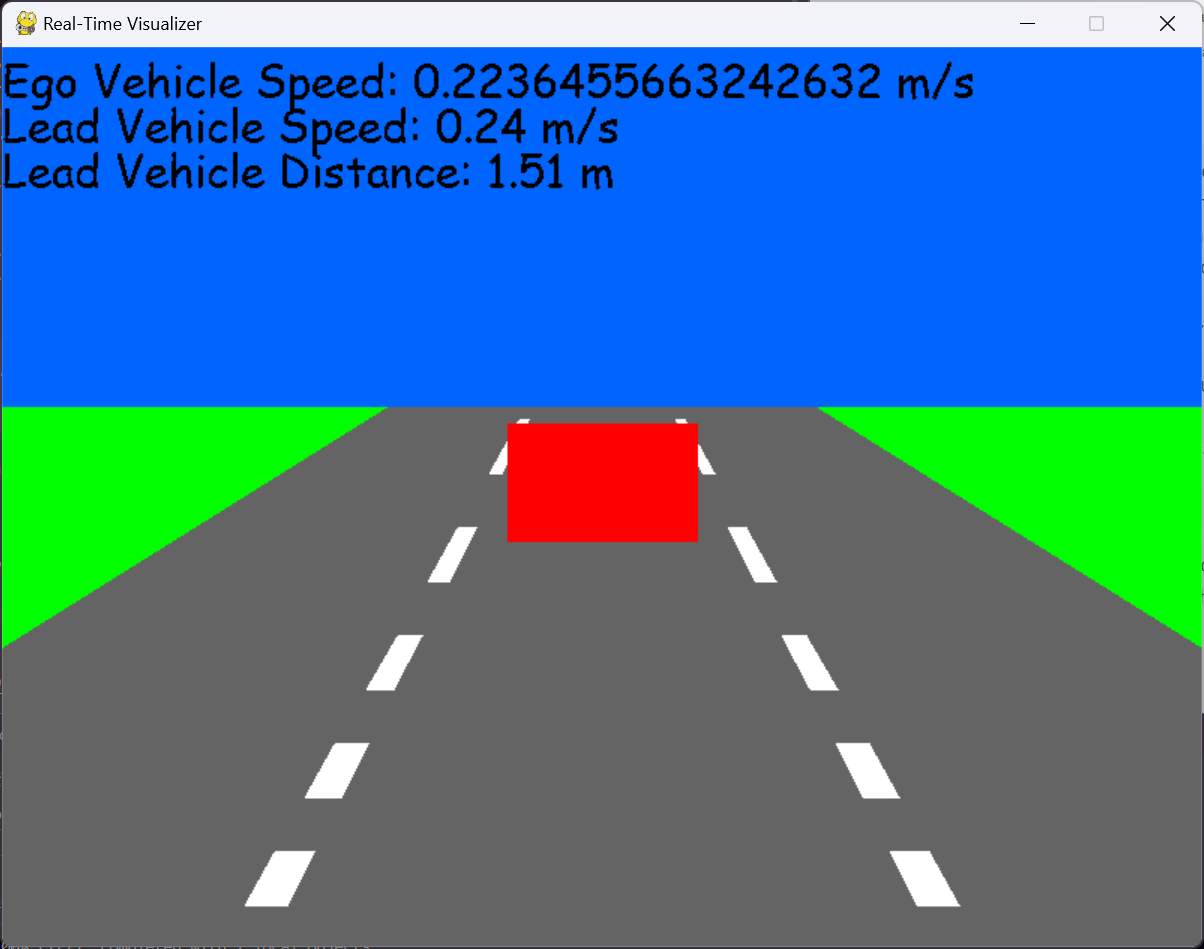 Real-Time Visualizer
Ego Vehicle Speed: 0.2236455663242632 m/s
Lead Vehicle Speed: 0.24 m/s
Lead Vehicle Distance: 1.51 m